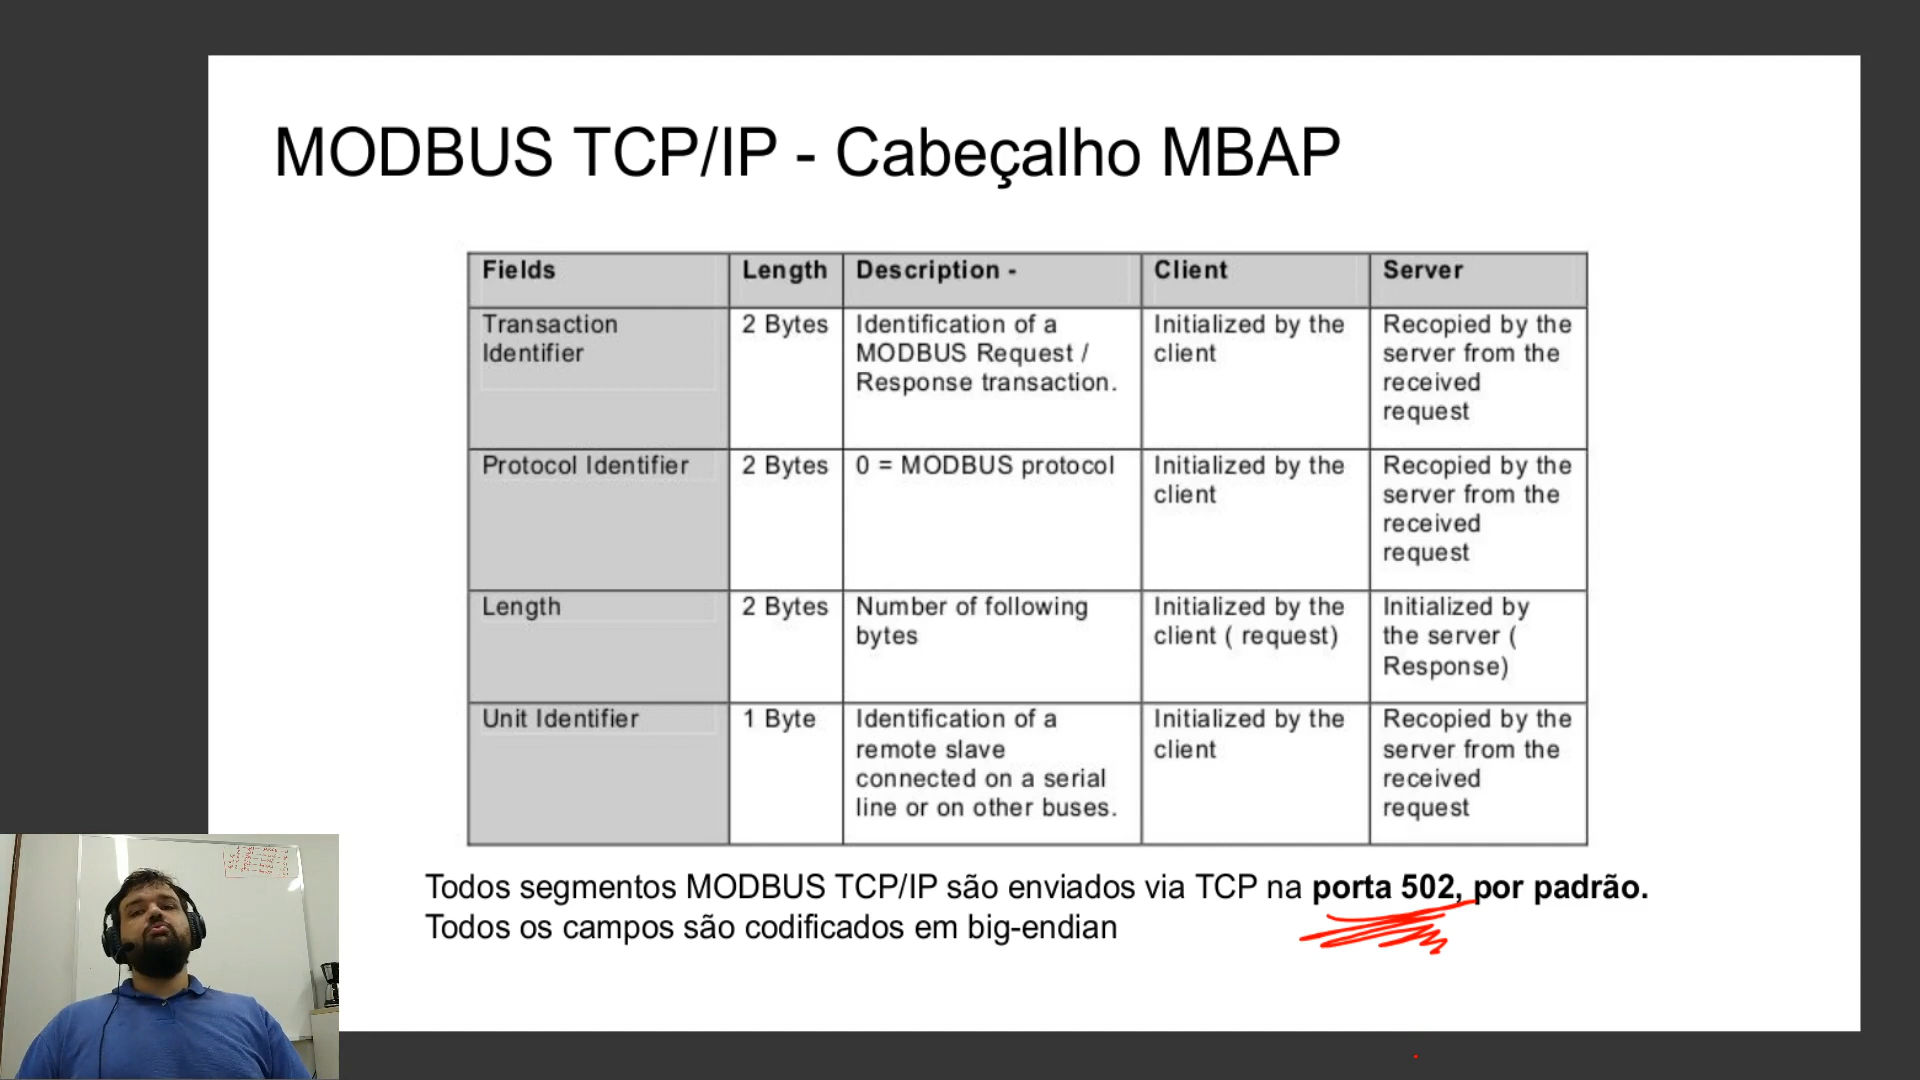 MODBUS TCP/IP - Cabeçalho MBAP
Fields Length Description - Client Server
Transaction Identifier 2 Bytes Identification of a MODBUS Request / Response transaction. Initialized by the client Recopied by the server from the received request
Protocol Identifier 2 Bytes 0 = MODBUS protocol Initialized by the client Recopied by the server from the received request
Length 2 Bytes Number of following bytes Initialized by the client ( request) Initialized by the server ( Response)
Unit Identifier 1 Byte Identification of a remote slave connected on a serial line or on other buses. Initialized by the client Recopied by the server from the received request
Todos segmentos MODBUS TCP/IP são enviados via TCP na porta 502, por padrão.
Todos os campos são codificados em big-endian